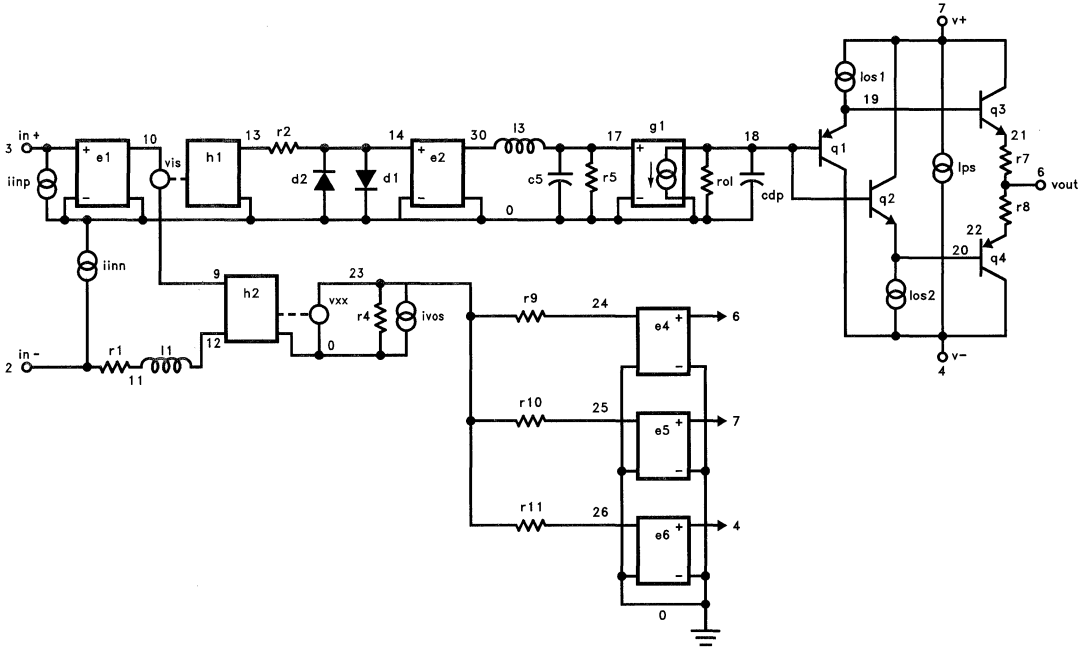 7
v+
Ios1
19
q3
in+
3
iinp
+
e1
−
10
vis
h1
13
r2
d2
d1
14
+
e2
−
30
l3
c5
r5
17
g1
+
−
rol
18
cdp
q1
q2
Ips
21
r7
6
vout
r8
22
20
q4
Ios2
v−
4
0
iinn
9
h2
12
vxx
23
r4
ivos
0
in−
2
r1
11
l1
r9
24
e4
+
−
6
r10
25
e5
+
−
7
r11
26
e6
+
−
4
0